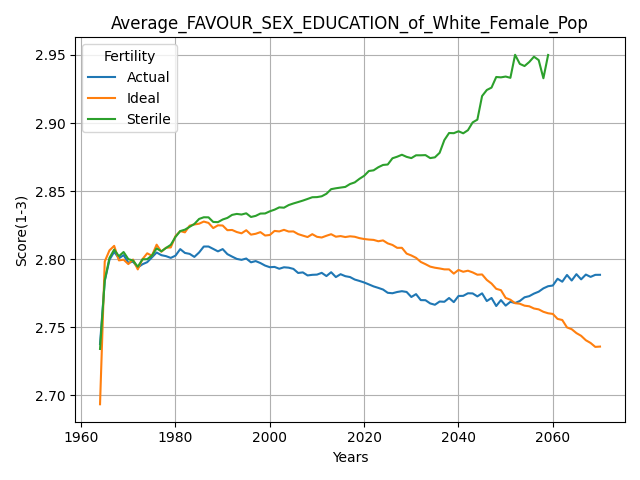 Average_FAVOUR_SEX_EDUCATION_of_White_Female_Pop
Fertility
Actual
Ideal
Sterile
Score(1-3)
2.95
2.90
2.85
2.80
2.75
2.70
1960 1980 2000 2020 2040 2060
Years